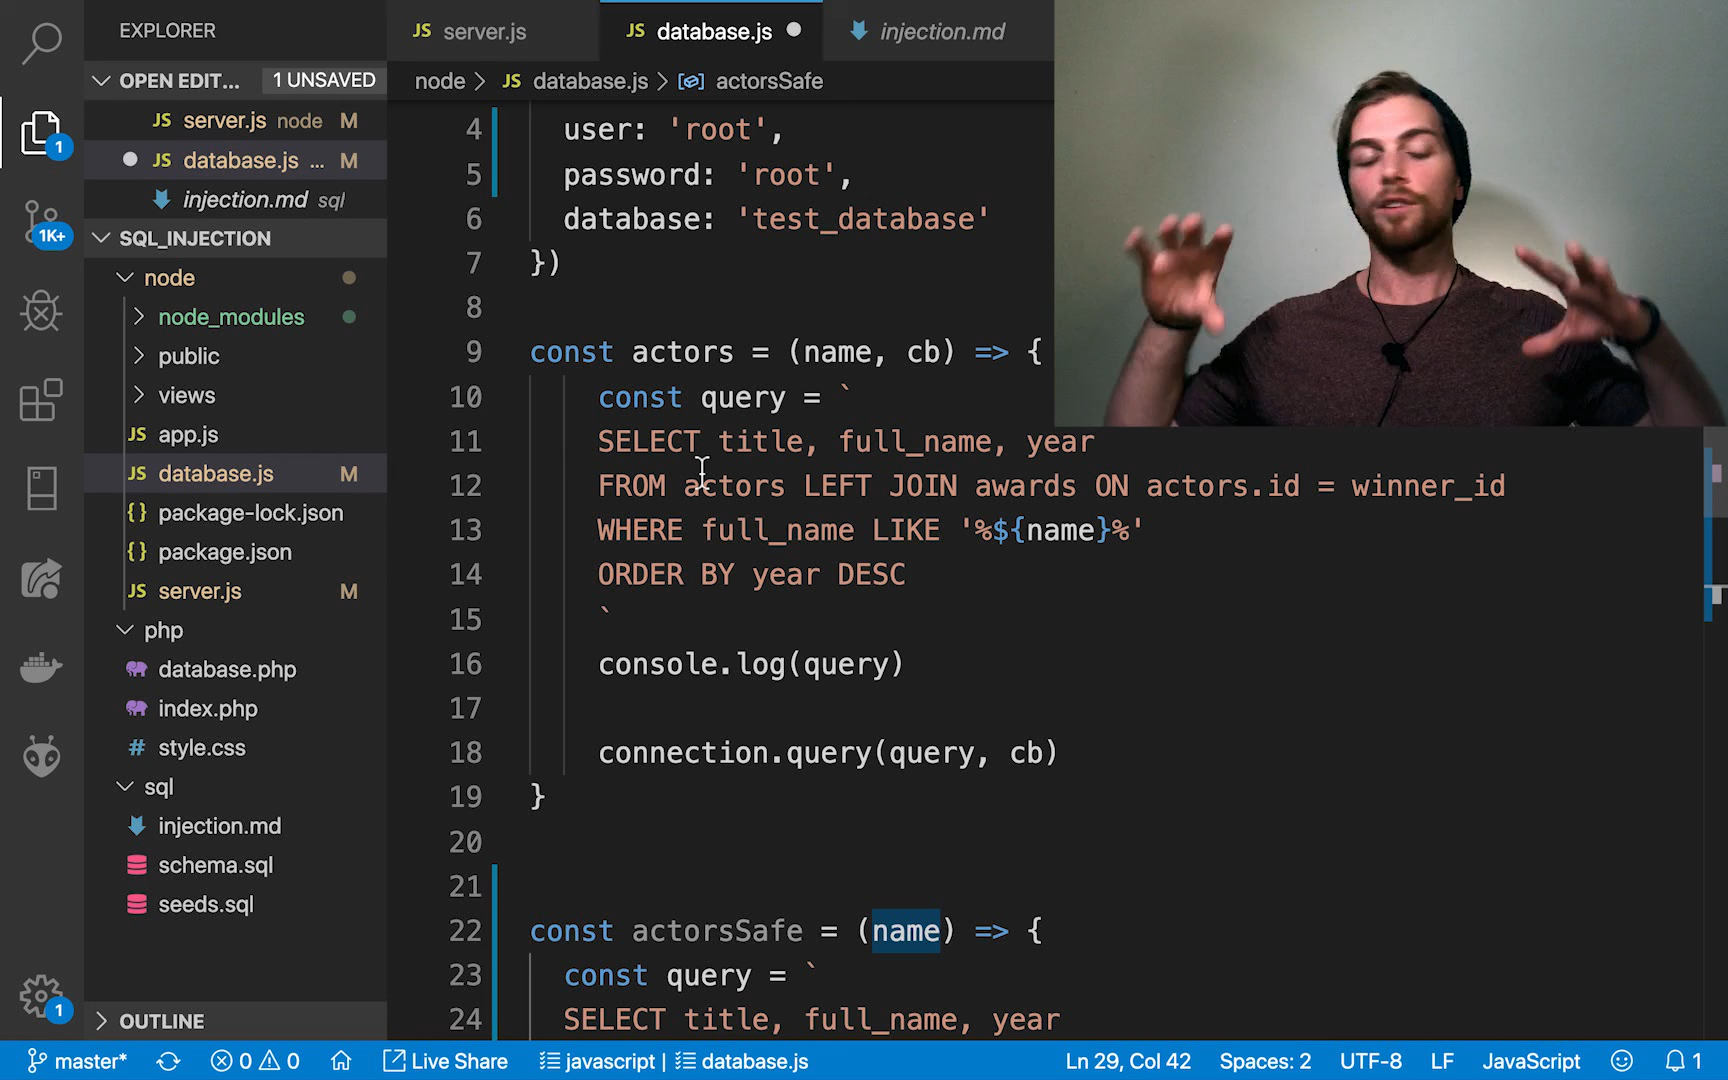 EXPLORER
JS server.js
JS database.js
injection.md
OPEN EDIT... 1 UNSAVED
JS server.js node M
JS database.js ... M
injection.md sql
SQL_INJECTION
node
node_modules
public
views
JS app.js
JS database.js M
{} package-lock.json
{} package.json
JS server.js M
php
database.php
index.php
# style.css
sql
injection.md
schema.sql
seeds.sql
OUTLINE
1
1K+
1
node > JS database.js > actorsSafe
4 user: 'root',
5 password: 'root',
6 database: 'test_database'
7 })
8
9 const actors = (name, cb) => {
10 const query = `
11 SELECT title, full_name, year
12 FROM actors LEFT JOIN awards ON actors.id = winner_id
13 WHERE full_name LIKE '%${name}%'
14 ORDER BY year DESC
15 `
16 console.log(query)
17
18 connection.query(query, cb)
19 }
20
21
22 const actorsSafe = (name) => {
23 const query = `
24 SELECT title, full_name, year
master* 0 0 Live Share javascript | database.js Ln 29, Col 42 Spaces: 2 UTF-8 LF JavaScript 1